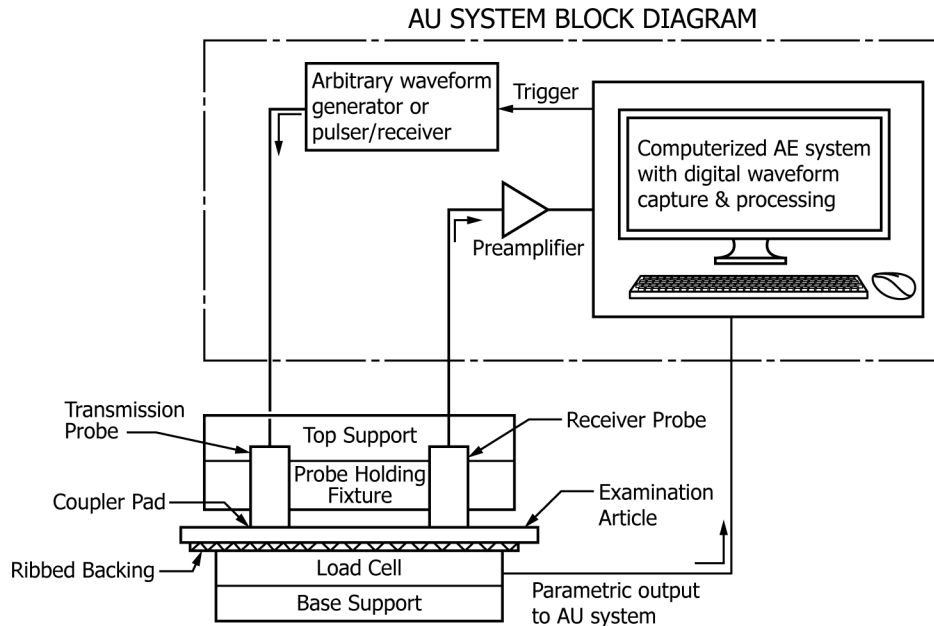 AU SYSTEM BLOCK DIAGRAM
Arbitrary waveform
generator or
pulser/receiver
Trigger
Computerized AE system
with digital waveform
capture & processing
Preamplifier
Transmission
Probe
Top Support
Receiver Probe
Probe Holding
Fixture
Coupler Pad
Examination
Article
Ribbed Backing
Load Cell
Base Support
Parametric output
to AU system